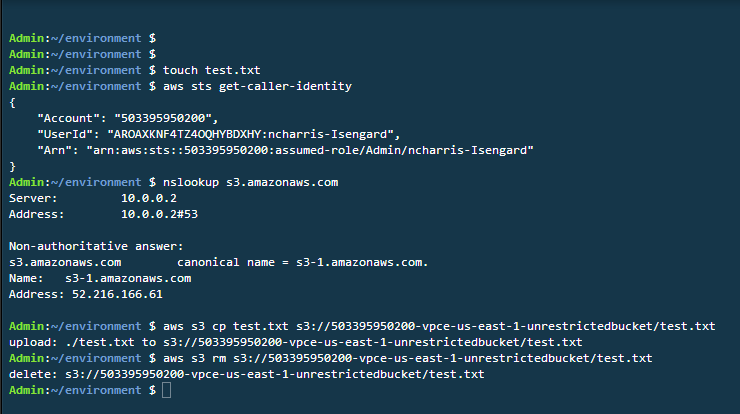 Admin:~/environment $
Admin:~/environment $
Admin:~/environment $ touch test.txt
Admin:~/environment $ aws sts get-caller-identity
{
    "Account": "503395950200",
    "UserId": "AROAXKNF4TZ4OQHYBDXHY:ncharris-Isengard",
    "Arn": "arn:aws:sts::503395950200:assumed-role/Admin/ncharris-Isengard"
}
Admin:~/environment $ nslookup s3.amazonaws.com
Server:         10.0.0.2
Address:        10.0.0.2#53

Non-authoritative answer:
s3.amazonaws.com        canonical name = s3-1.amazonaws.com.
Name:   s3-1.amazonaws.com
Address: 52.216.166.61

Admin:~/environment $ aws s3 cp test.txt s3://503395950200-vpce-us-east-1-unrestrictedbucket/test.txt
upload: ./test.txt to s3://503395950200-vpce-us-east-1-unrestrictedbucket/test.txt
Admin:~/environment $ aws s3 rm s3://503395950200-vpce-us-east-1-unrestrictedbucket/test.txt
delete: s3://503395950200-vpce-us-east-1-unrestrictedbucket/test.txt
Admin:~/environment $